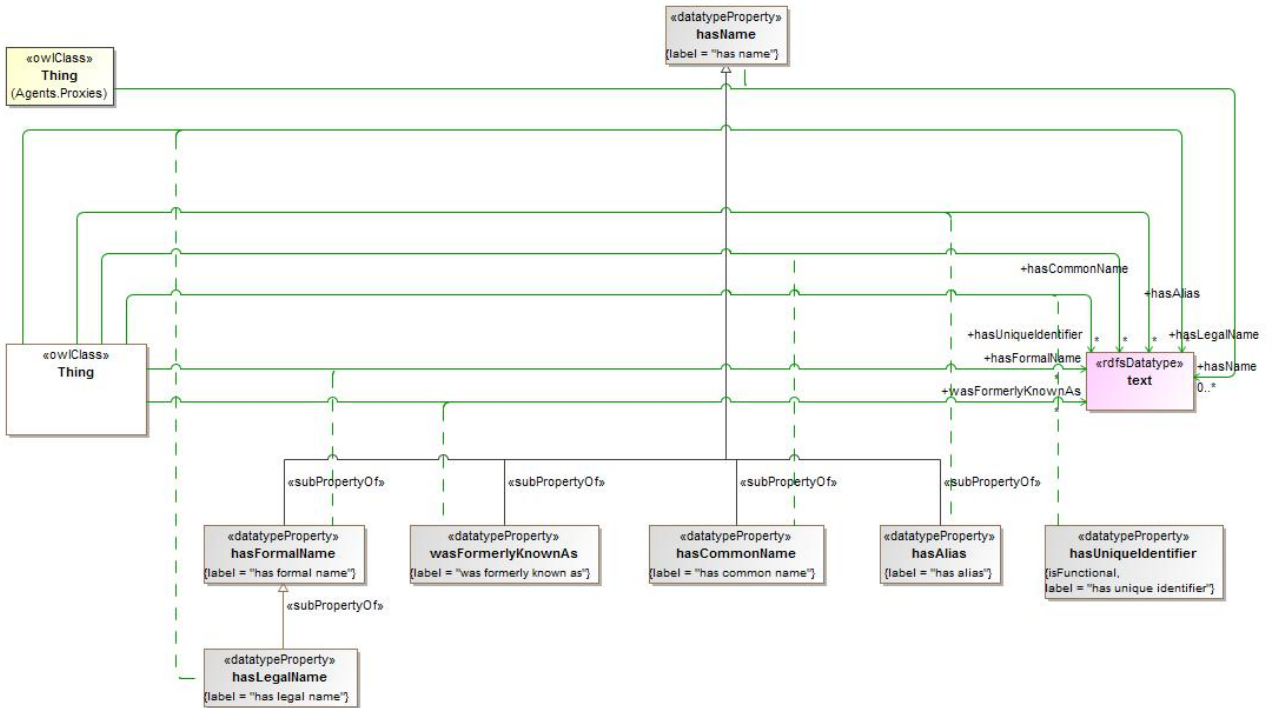 «datatypeProperty»
hasName
{label = "has name"}
«owlClass»
Thing
(Agents.Proxies)
+hasCommonName
+hasAlias
+hasUniqueIdentifier
*
*
*
+hasLegalName
*
«owlClass»
Thing
+hasFormalName
*
«rdfsDatatype»
text
+hasName
0..*
+wasFormerlyKnownAs
*
«subPropertyOf»
«subPropertyOf»
«subPropertyOf»
«subPropertyOf»
«datatypeProperty»
hasFormalName
{label = "has formal name"}
«datatypeProperty»
wasFormerlyKnownAs
{label = "was formerly known as"}
«datatypeProperty»
hasCommonName
{label = "has common name"}
«datatypeProperty»
hasAlias
{label = "has alias"}
«datatypeProperty»
hasUniqueIdentifier
{isFunctional,
label = "has unique identifier"}
«subPropertyOf»
«datatypeProperty»
hasLegalName
{label = "has legal name"}